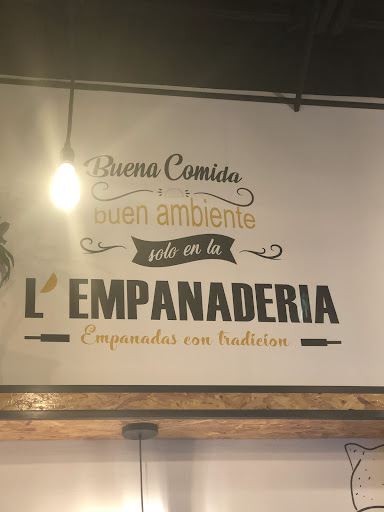 Buena Comida
buen ambiente
solo en la
L' EMPANADERIA
Empanadas con tradicion